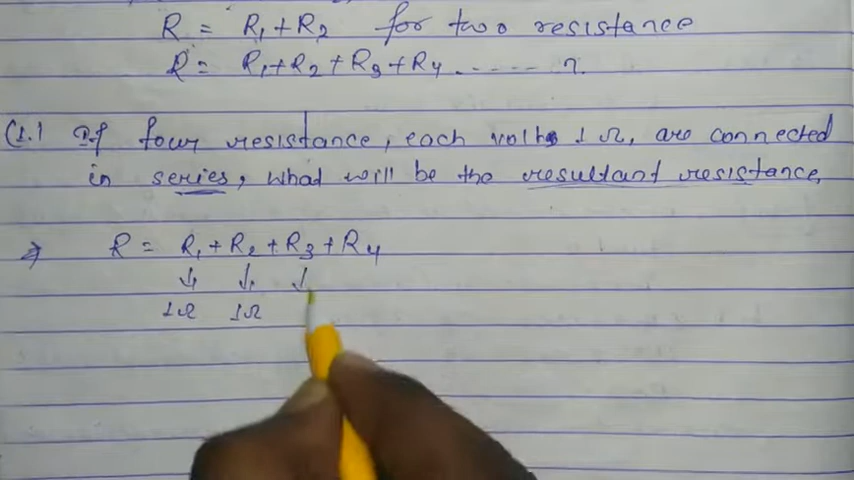 R = R₁+R₂ for two resistance
R = R₁+R₂+R₃+R₄ ...... n.
Q.1 If four resistance, each volts 1 Ω, are connected
in series, what will be the resultant resistance,
⇒ R = R₁ + R₂ + R₃ + R₄
↓ ↓ ↓
1Ω 1Ω